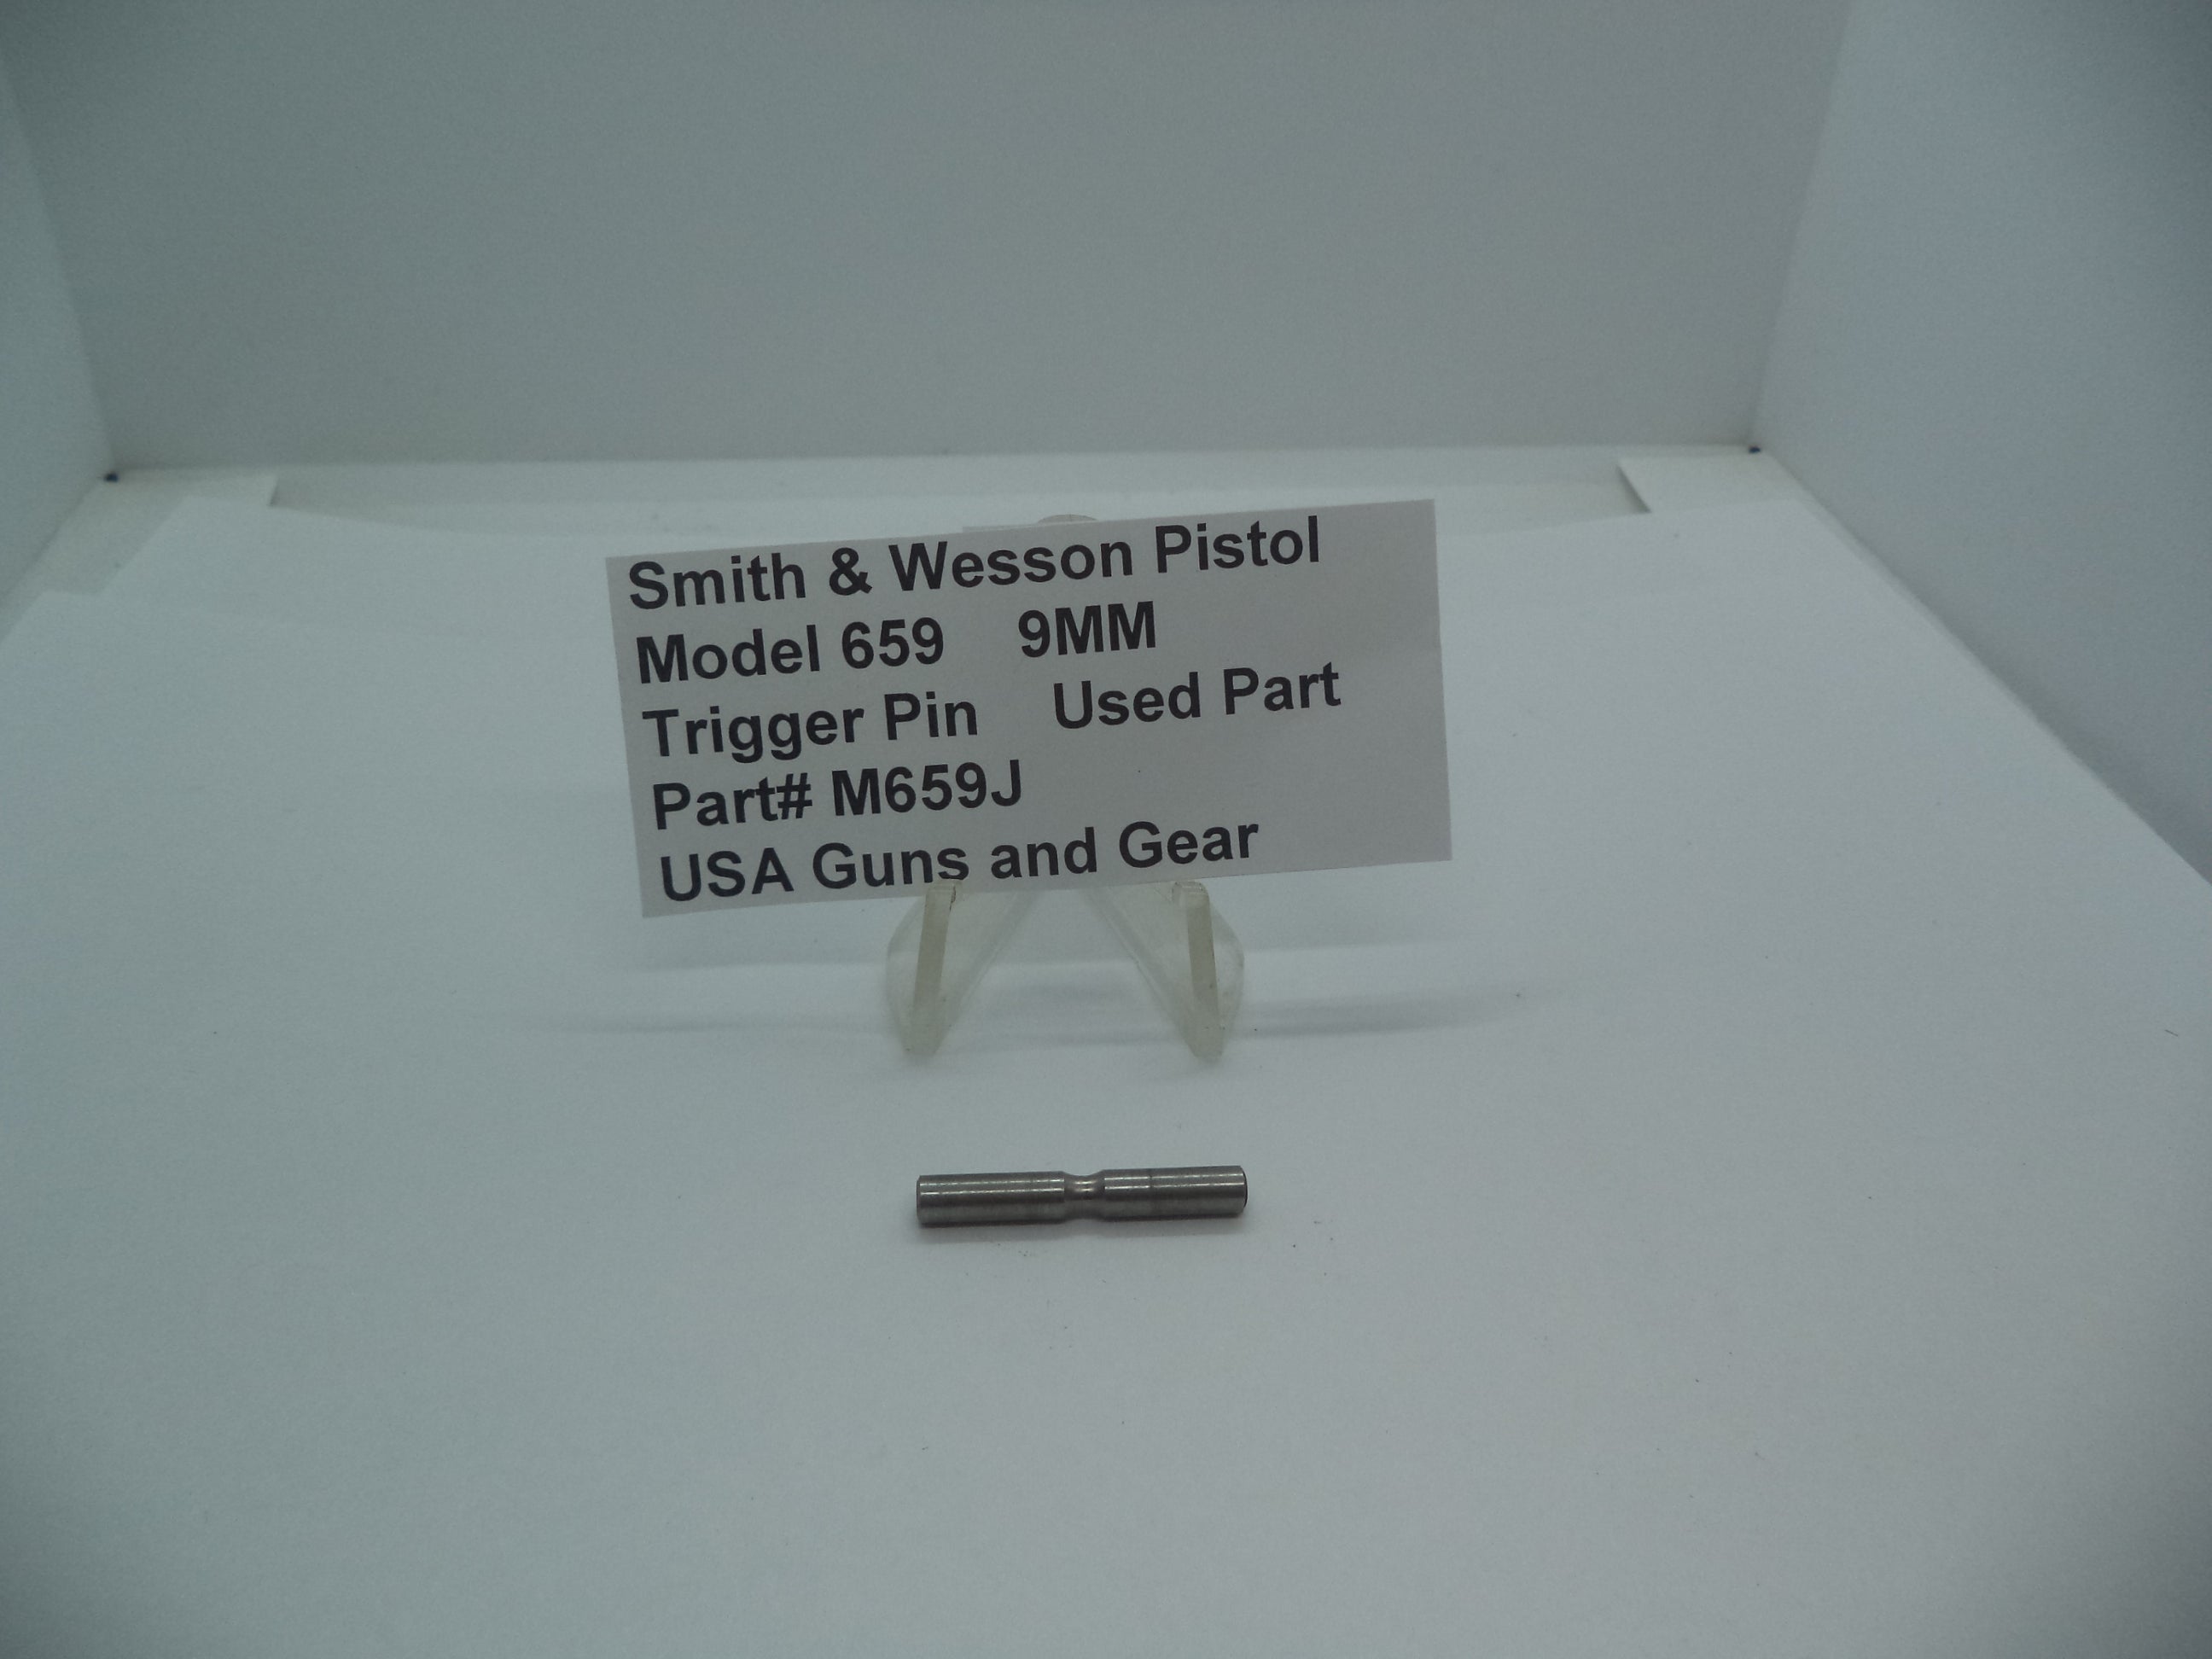 Smith & Wesson Pistol
Model 659 9MM
Trigger Pin Used Part
Part# M659J
USA Guns and Gear